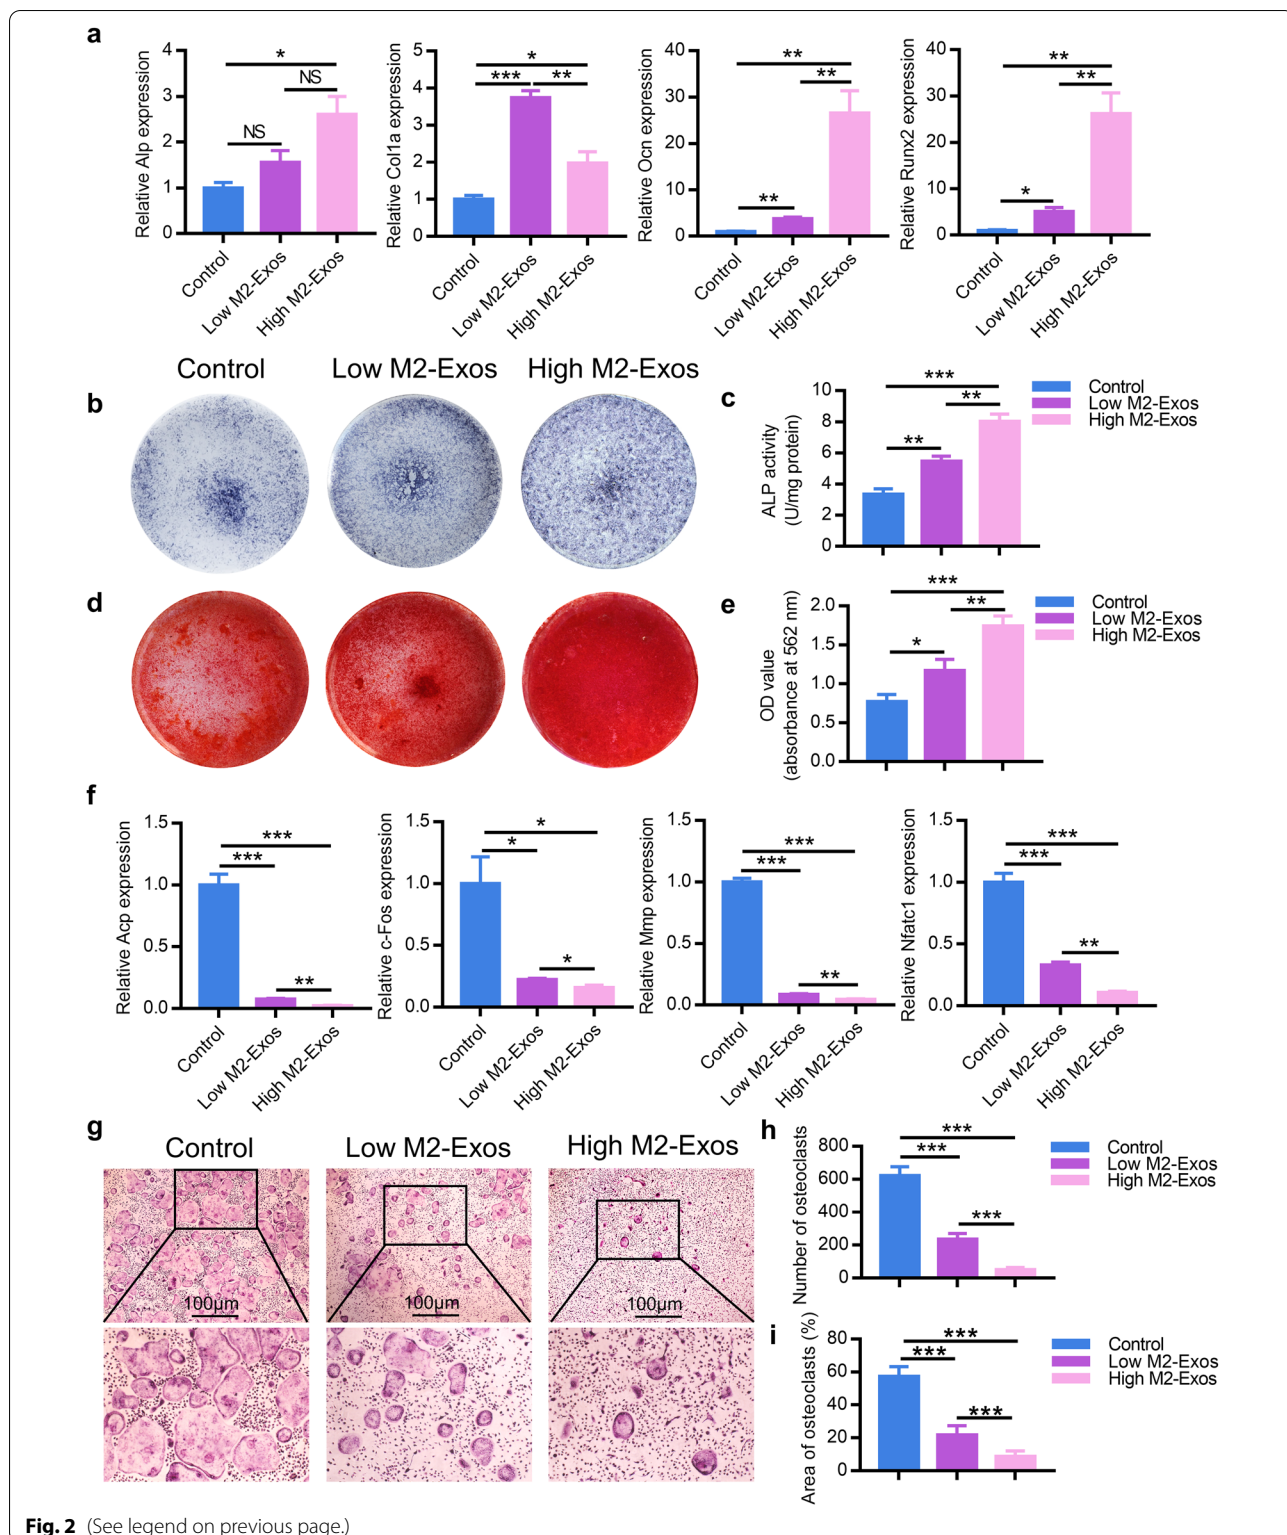 a
Relative Alp expression
4
3
2
1
0
*
NS
NS
Control
Low M2-Exos
High M2-Exos
Relative Col1a expression
5
4
3
2
1
0
*
***
**
Control
Low M2-Exos
High M2-Exos
Relative Ocn expression
40
30
20
10
0
**
**
**
Control
Low M2-Exos
High M2-Exos
Relative Runx2 expression
40
30
20
10
0
**
**
*
Control
Low M2-Exos
High M2-Exos
Control
Low M2-Exos
High M2-Exos
b
c
ALP activity
(U/mg protein)
10
8
6
4
2
0
***
**
**
Control
Low M2-Exos
High M2-Exos
d
e
OD value
(absorbance at 562 nm)
2.0
1.5
1.0
0.5
0.0
***
**
*
Control
Low M2-Exos
High M2-Exos
f
Relative Acp expression
1.5
1.0
0.5
0.0
***
***
**
Control
Low M2-Exos
High M2-Exos
Relative c-Fos expression
1.5
1.0
0.5
0.0
*
*
*
Control
Low M2-Exos
High M2-Exos
Relative Mmp expression
1.5
1.0
0.5
0.0
***
***
**
Control
Low M2-Exos
High M2-Exos
Relative Nfatc1 expression
1.5
1.0
0.5
0.0
***
***
**
Control
Low M2-Exos
High M2-Exos
g
Control
Low M2-Exos
High M2-Exos
100μm
100μm
100μm
h
Number of osteoclasts
800
600
400
200
0
***
***
***
Control
Low M2-Exos
High M2-Exos
i
Area of osteoclasts (%)
80
60
40
20
0
***
***
***
Control
Low M2-Exos
High M2-Exos
Fig. 2 (See legend on previous page.)